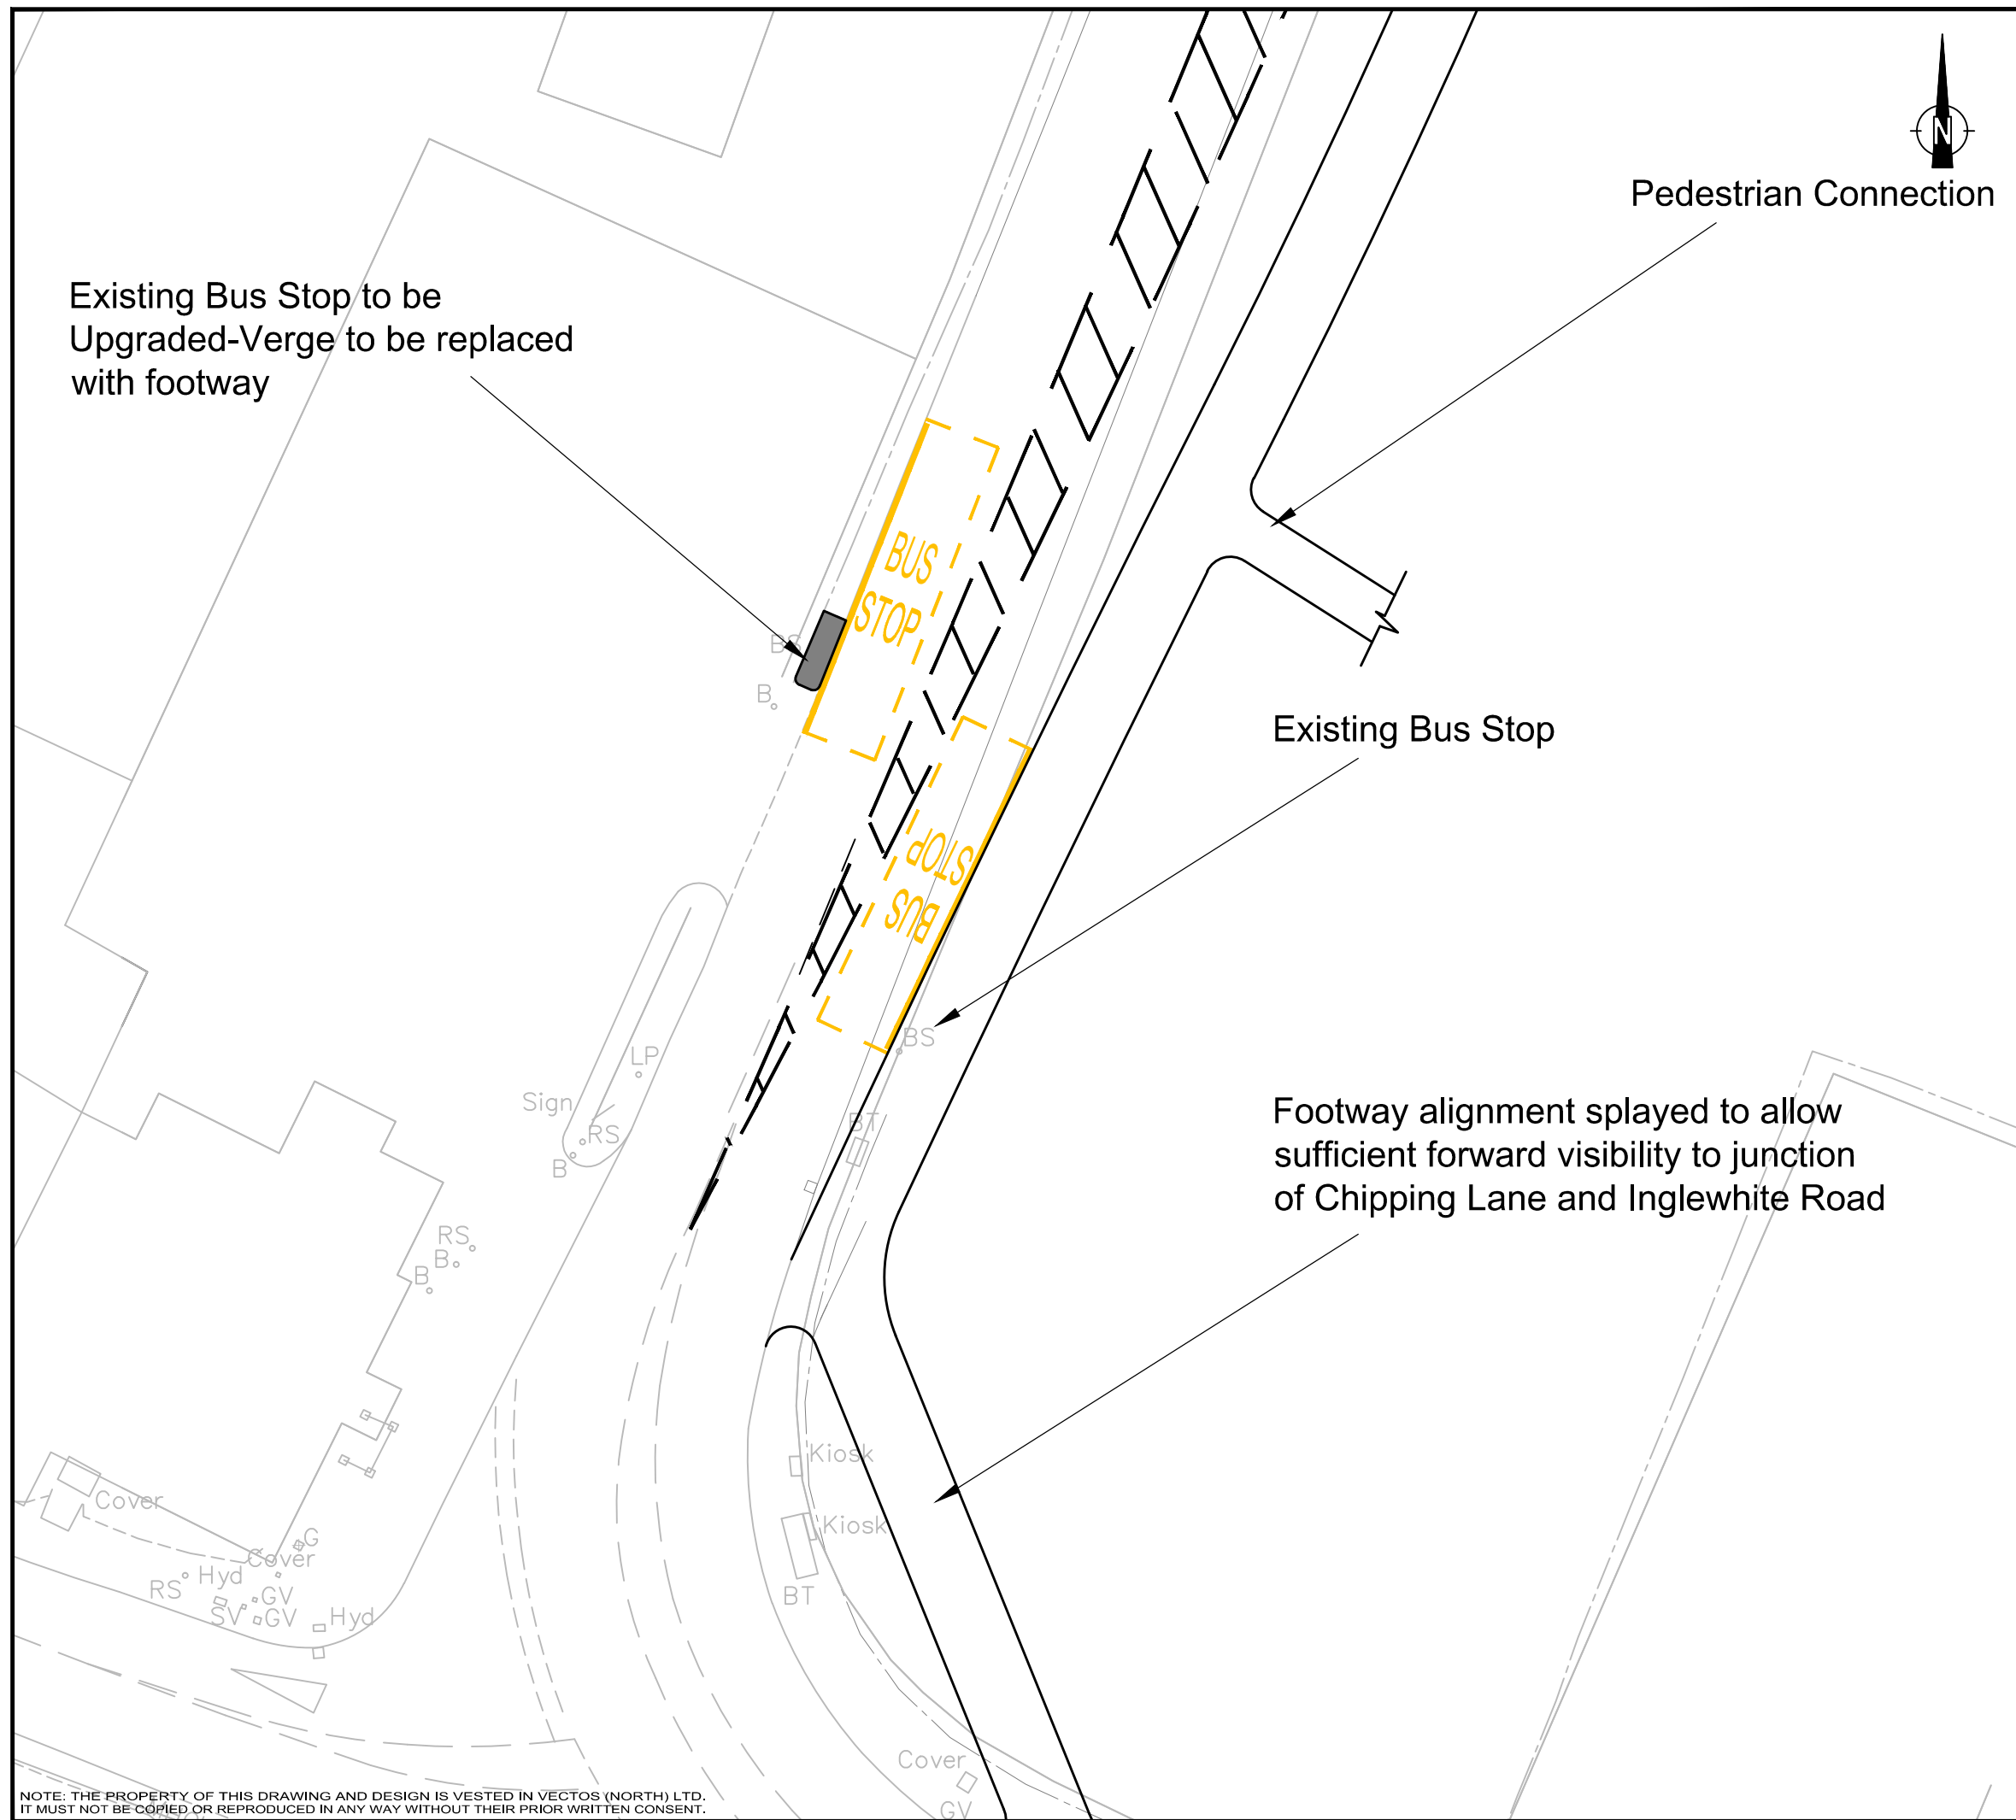 N
Pedestrian Connection
Existing Bus Stop to be
Upgraded-Verge to be replaced
with footway
BUS
STOP
BS
B
Existing Bus Stop
STOP
BUS
BS
LP
Sign
RS
B
BT
Footway alignment splayed to allow
sufficient forward visibility to junction
of Chipping Lane and Inglewhite Road
RS
B
B
Kiosk
Cover
Kiosk
G
Cover
Hyd
RS
GV
BT
SV
GV
Hyd
Cover
GV
NOTE: THE PROPERTY OF THIS DRAWING AND DESIGN IS VESTED IN VECTOS (NORTH) LTD.
IT MUST NOT BE COPIED OR REPRODUCED IN ANY WAY WITHOUT THEIR PRIOR WRITTEN CONSENT.